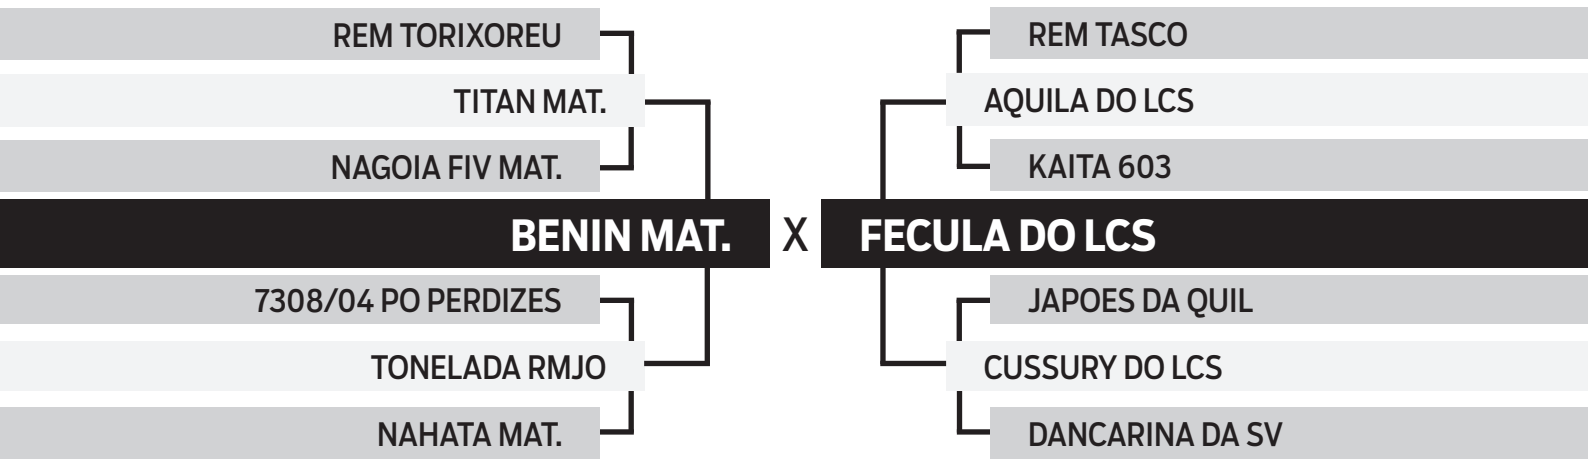 REM TORIXOREU
TITAN MAT.
NAGOIA FIV MAT.
BENIN MAT.
7308/04 PO PERDIZES
TONELADA RMJO
NAHATA MAT.
X
REM TASCO
AQUILA DO LCS
KAITA 603
FECULA DO LCS
JAPOES DA QUIL
CUSSURY DO LCS
DANCARINA DA SV